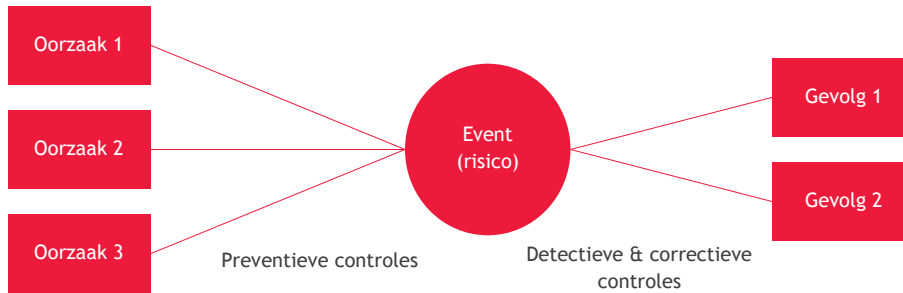 Oorzaak 1
Oorzaak 2
Oorzaak 3
Event
(risico)
Gevolg 1
Gevolg 2
Preventieve controles
Detectieve & correctieve
controles